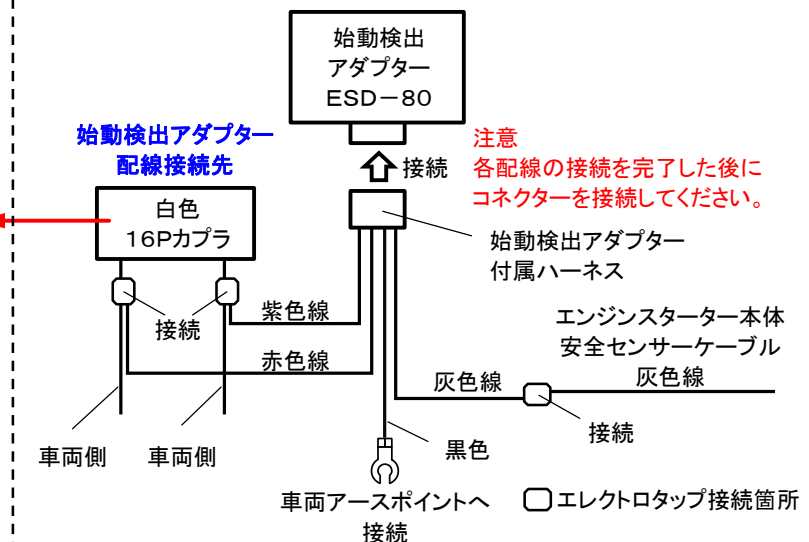 始動検出
アダプター
ESD−80
始動検出アダプター
配線接続先
注意
各配線の接続を完了した後に
コネクターを接続してください。
接続
白色
16Pカプラ
始動検出アダプター
付属ハーネス
接続
紫色線
赤色線
エンジンスターター本体
安全センサーケーブル
灰色線
灰色線
接続
車両側
車両側
黒色
車両アースポイントへ
接続
エレクトロタップ接続箇所